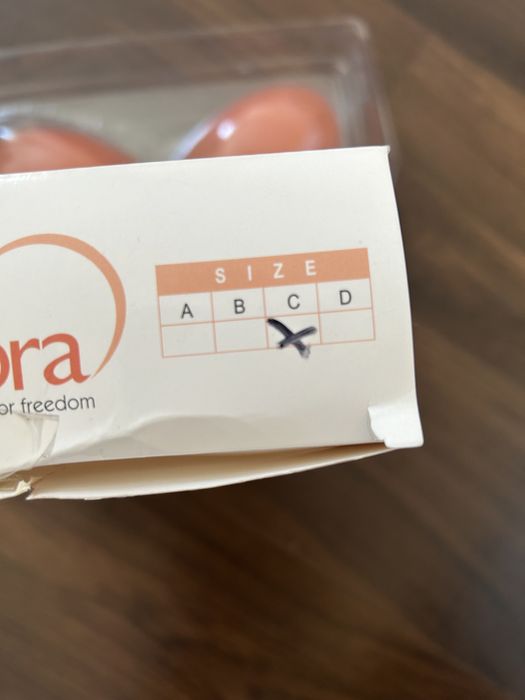 SIZE
A B C D
ora
or freedom